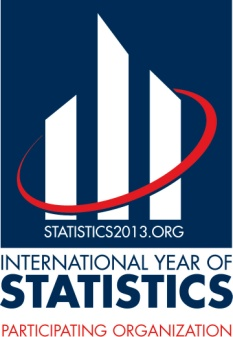 STATISTICS2013.ORG
INTERNATIONAL YEAR OF
STATISTICS
PARTICIPATING ORGANIZATION